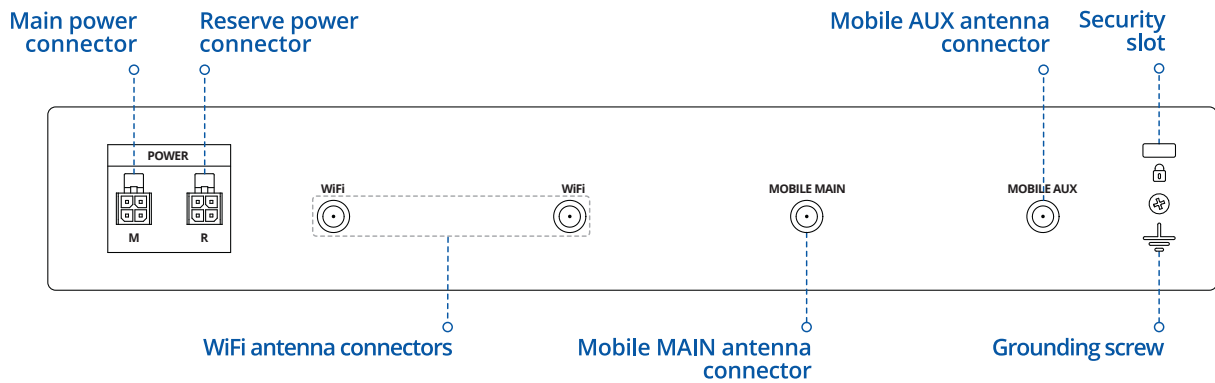 Main power
connector
Reserve power
connector
Mobile AUX antenna
connector
Security
slot
POWER
M
R
WiFi
WiFi
MOBILE MAIN
MOBILE AUX
WiFi antenna connectors
Mobile MAIN antenna
connector
Grounding screw